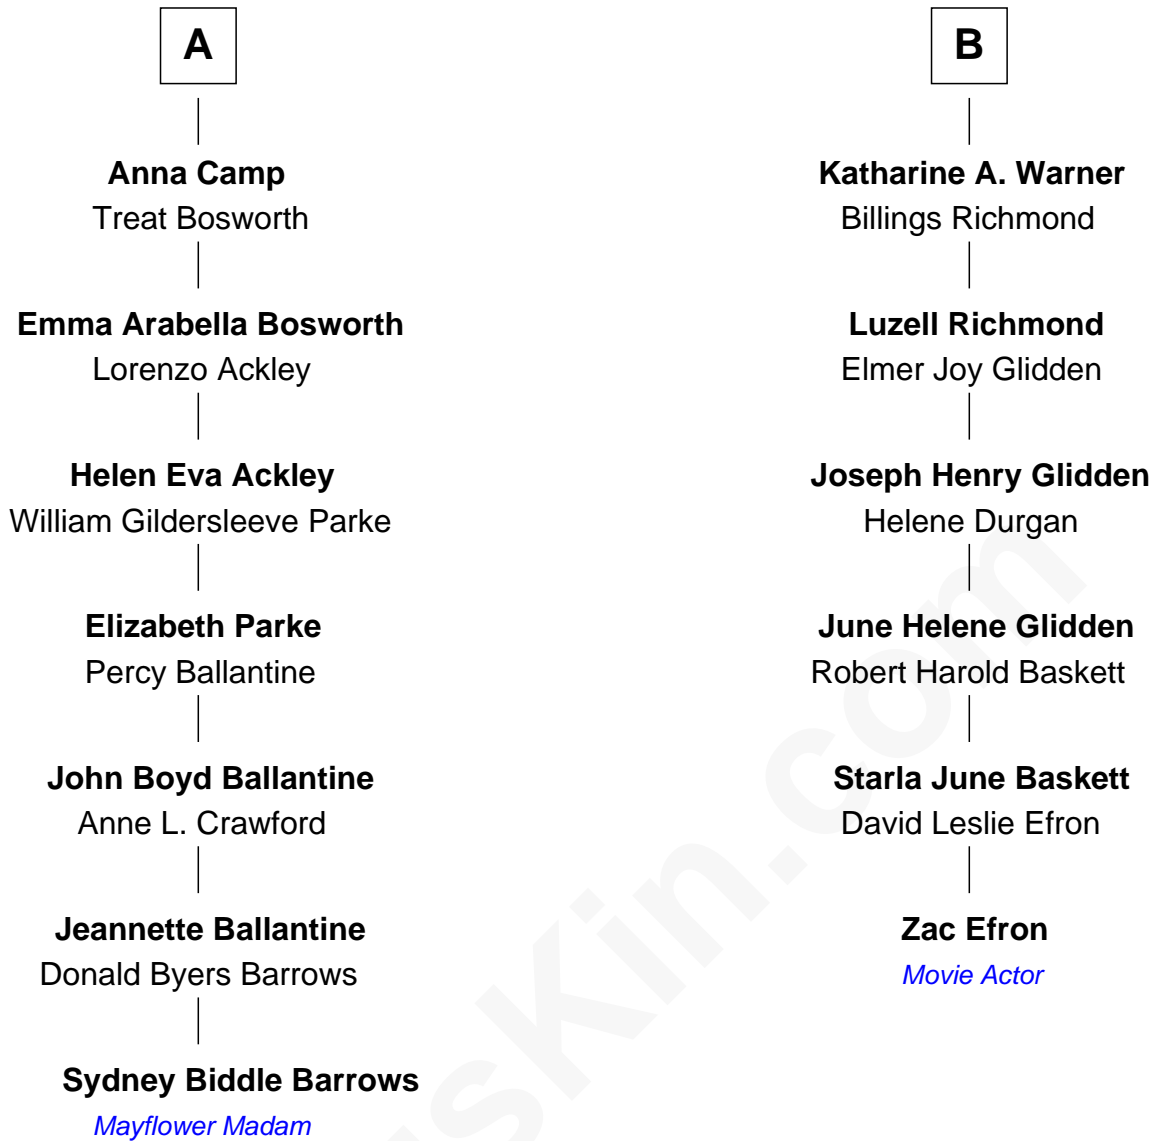 A
Anna Camp
Treat Bosworth
Emma Arabella Bosworth
Lorenzo Ackley
Helen Eva Ackley
William Gildersleeve Parke
Elizabeth Parke
Percy Ballantine
John Boyd Ballantine
Anne L. Crawford
Jeannette Ballantine
Donald Byers Barrows
Sydney Biddle Barrows
Mayflower Madam
B
Katharine A. Warner
Billings Richmond
Luzell Richmond
Elmer Joy Glidden
Joseph Henry Glidden
Helene Durgan
June Helene Glidden
Robert Harold Baskett
Starla June Baskett
David Leslie Efron
Zac Efron
Movie Actor